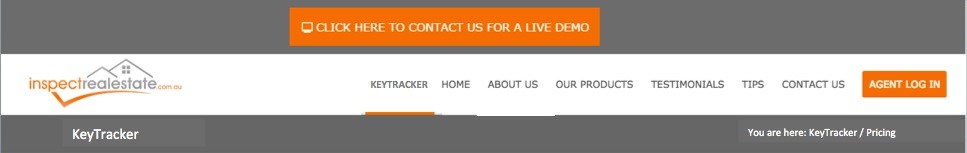 CLICK HERE TO CONTACT US FOR A LIVE DEMO
inspectrealestate.com.au
KEYTRACKER HOME ABOUT US OUR PRODUCTS TESTIMONIALS TIPS CONTACT US AGENT LOG IN
KeyTracker
You are here: KeyTracker / Pricing